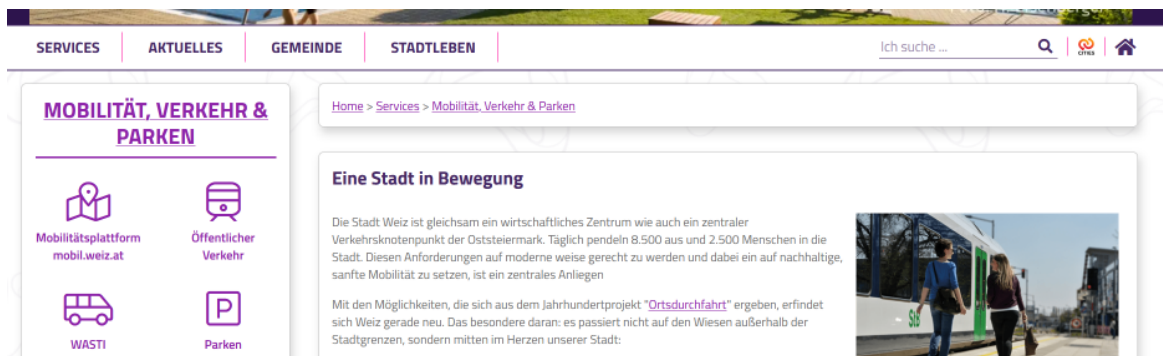 SERVICES
AKTUELLES
GEMEINDE
STADTLEBEN
Ich suche ...
CITIES
MOBILITÄT, VERKEHR &
PARKEN
Mobilitätsplattform
mobil.weiz.at
Öffentlicher
Verkehr
WASTI
P
Parken
Home > Services > Mobilität, Verkehr & Parken
Eine Stadt in Bewegung
Die Stadt Weiz ist gleichsam ein wirtschaftliches Zentrum wie auch ein zentraler
Verkehrsknotenpunkt der Oststeiermark. Täglich pendeln 8.500 aus und 2.500 Menschen in die
Stadt. Diesen Anforderungen auf moderne weise gerecht zu werden und dabei ein auf nachhaltige,
sanfte Mobilität zu setzen, ist ein zentrales Anliegen
Mit den Möglichkeiten, die sich aus dem Jahrhundertprojekt "Ortsdurchfahrt" ergeben, erfindet
sich Weiz gerade neu. Das besondere daran: es passiert nicht auf den Wiesen außerhalb der
Stadtgrenzen, sondern mitten im Herzen unserer Stadt: